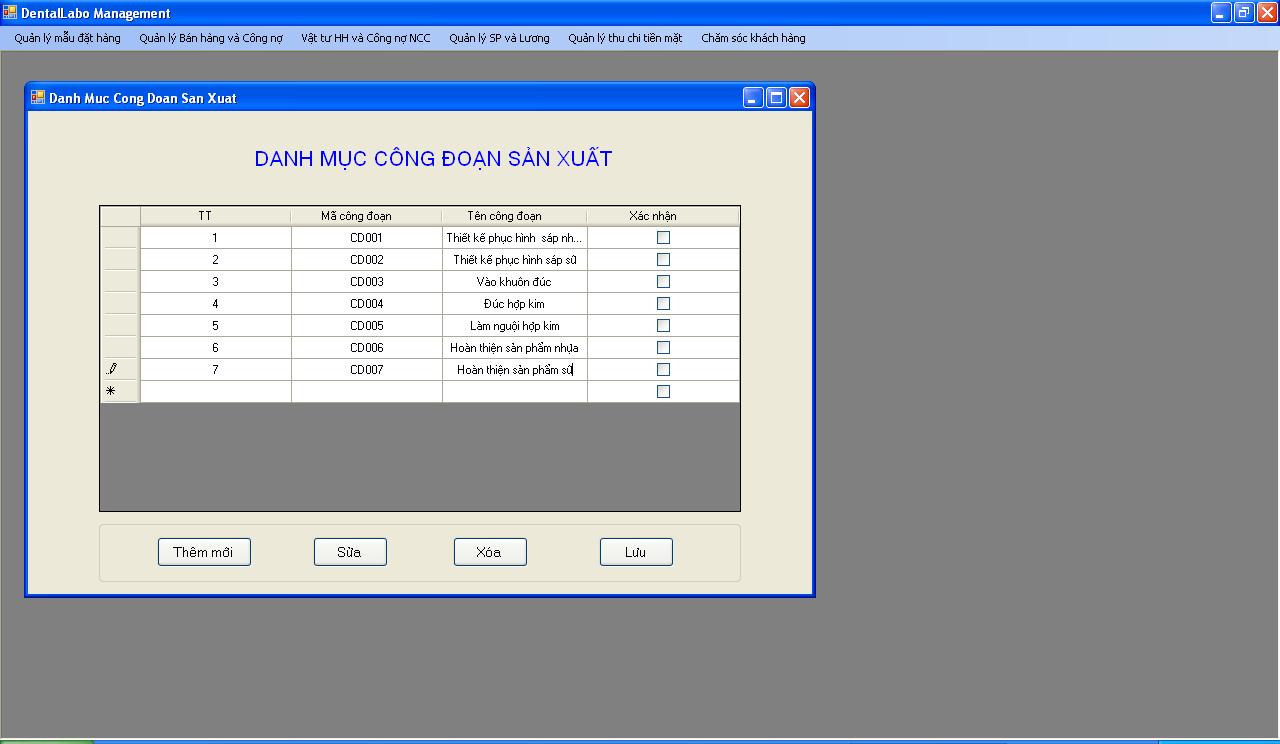 DentalLabo Management
Quản lý mẫu đặt hàng Quản lý Bán hàng và Công nợ Vật tư HH và Công nợ NCC Quản lý SP và Lương Quản lý thu chi tiền mặt Chăm sóc khách hàng
Danh Muc Cong Doan San Xuat
DANH MỤC CÔNG ĐOẠN SẢN XUẤT
TT Mã công đoạn Tên công đoạn Xác nhận
1 CD001 Thiết kế phục hình sáp nh...
2 CD002 Thiết kế phục hình sáp sứ
3 CD003 Vào khuôn đúc
4 CD004 Đúc hợp kim
5 CD005 Làm nguội hợp kim
6 CD006 Hoàn thiện sản phẩm nhựa
7 CD007 Hoàn thiện sản phẩm sứ
Thêm mới Sửa Xóa Lưu